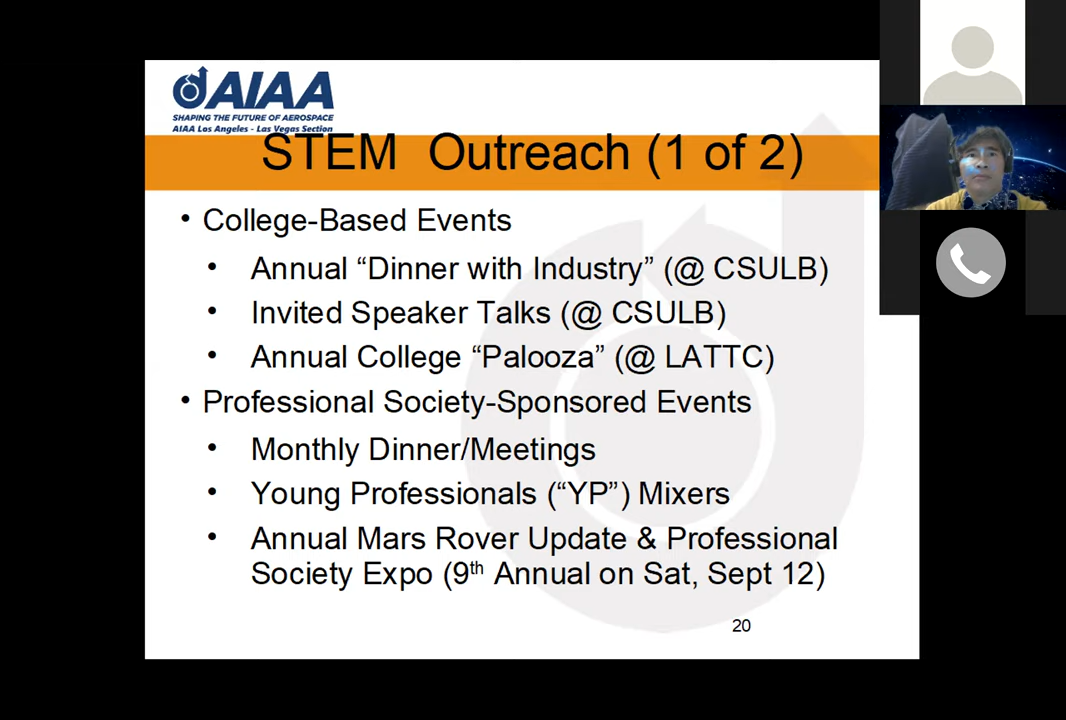 AIAA
SHAPING THE FUTURE OF AEROSPACE
AIAA Los Angeles - Las Vegas Section
STEM  Outreach (1 of 2)
• College-Based Events
• Annual “Dinner with Industry” (@ CSULB)
• Invited Speaker Talks (@ CSULB)
• Annual College “Palooza” (@ LATTC)
• Professional Society-Sponsored Events
• Monthly Dinner/Meetings
• Young Professionals (“YP”) Mixers
• Annual Mars Rover Update & Professional
Society Expo (9th Annual on Sat, Sept 12)
20